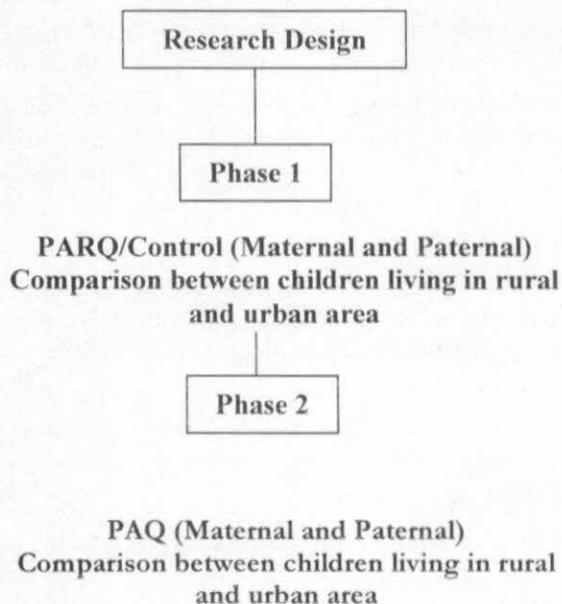 Research Design
Phase 1
PARQ/Control (Maternal and Paternal)
Comparison between children living in rural
and urban area
Phase 2
PAQ (Maternal and Paternal)
Comparison between children living in rural
and urban area